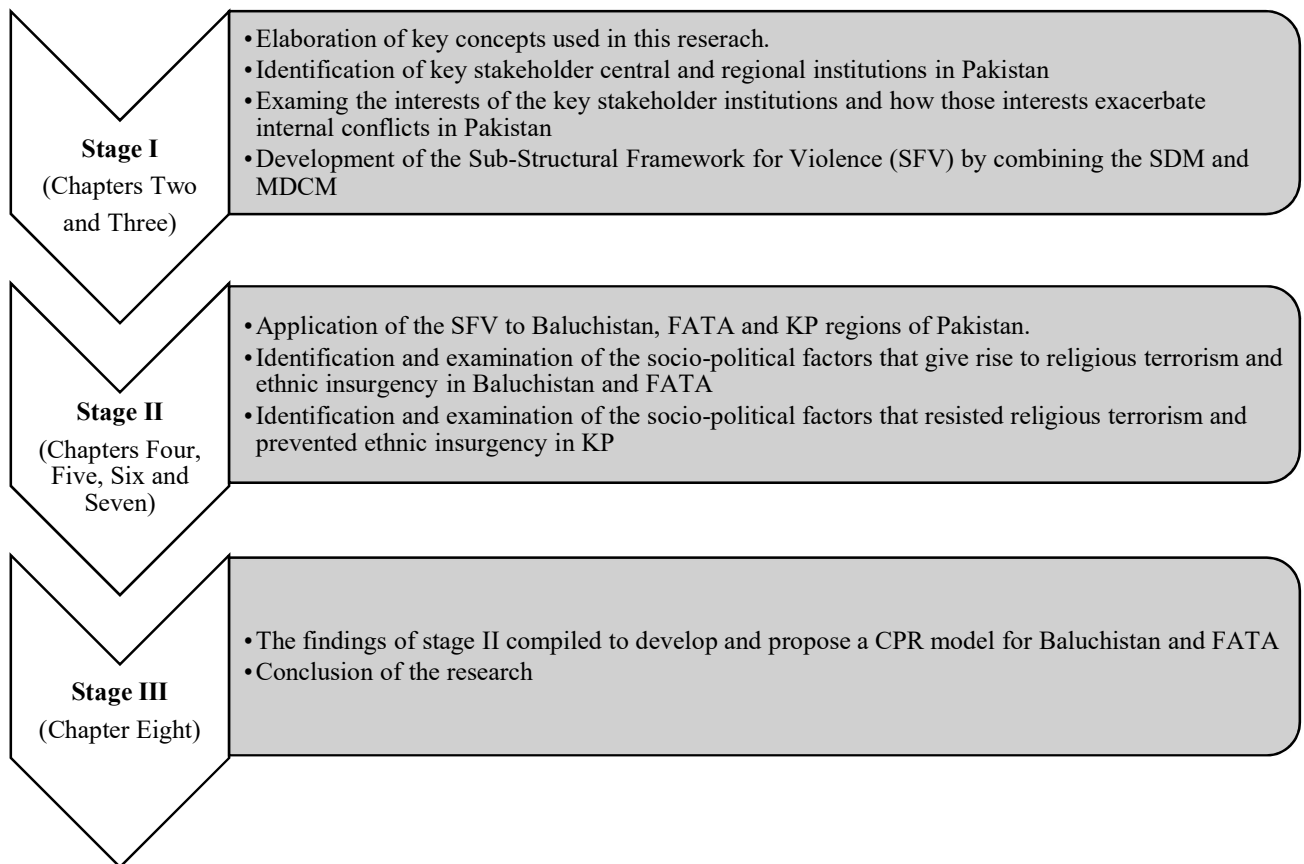 Stage I
(Chapters Two
and Three)
•Elaboration of key concepts used in this reserach.
•Identification of key stakeholder central and regional institutions in Pakistan
•Examing the interests of the key stakeholder institutions and how those interests exacerbate
internal conflicts in Pakistan
•Development of the Sub-Structural Framework for Violence (SFV) by combining the SDM and
MDCM
Stage II
(Chapters Four,
Five, Six and
Seven)
•Application of the SFV to Baluchistan, FATA and KP regions of Pakistan.
•Identification and examination of the socio-political factors that give rise to religious terrorism and
ethnic insurgency in Baluchistan and FATA
•Identification and examination of the socio-political factors that resisted religious terrorism and
prevented ethnic insurgency in KP
Stage III
(Chapter Eight)
•The findings of stage II compiled to develop and propose a CPR model for Baluchistan and FATA
•Conclusion of the research